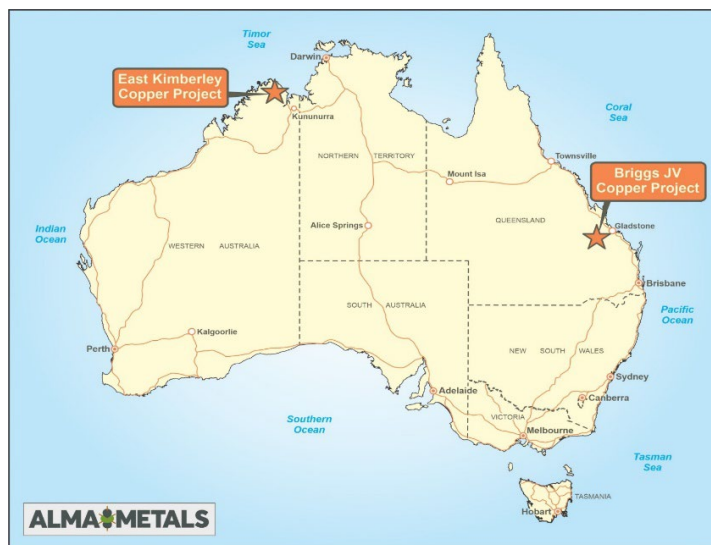 Timor
Sea
Darwin
East Kimberley
Copper Project
Kununurra
Coral
Sea
NORTHERN TERRITORY
Townsville
Mount Isa
Briggs JV
Copper Project
QUEENSLAND
Gladstone
Indian
Ocean
WESTERN AUSTRALIA
Alice Springs
Brisbane
SOUTH AUSTRALIA
Pacific
Ocean
Kalgoorlie
Perth
NEW SOUTH WALES
Sydney
Adelaide
Canberra
VICTORIA
Melbourne
Southern
Ocean
Tasman
Sea
TASMANIA
Hobart
ALMA METALS